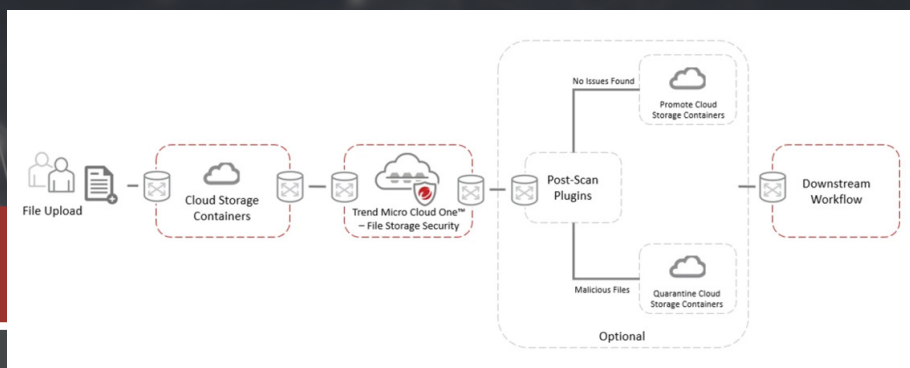 File Upload
Cloud Storage
Containers
Trend Micro Cloud One™
– File Storage Security
Post-Scan
Plugins
No Issues Found
Promote Cloud
Storage Containers
Malicious Files
Quarantine Cloud
Storage Containers
Optional
Downstream
Workflow